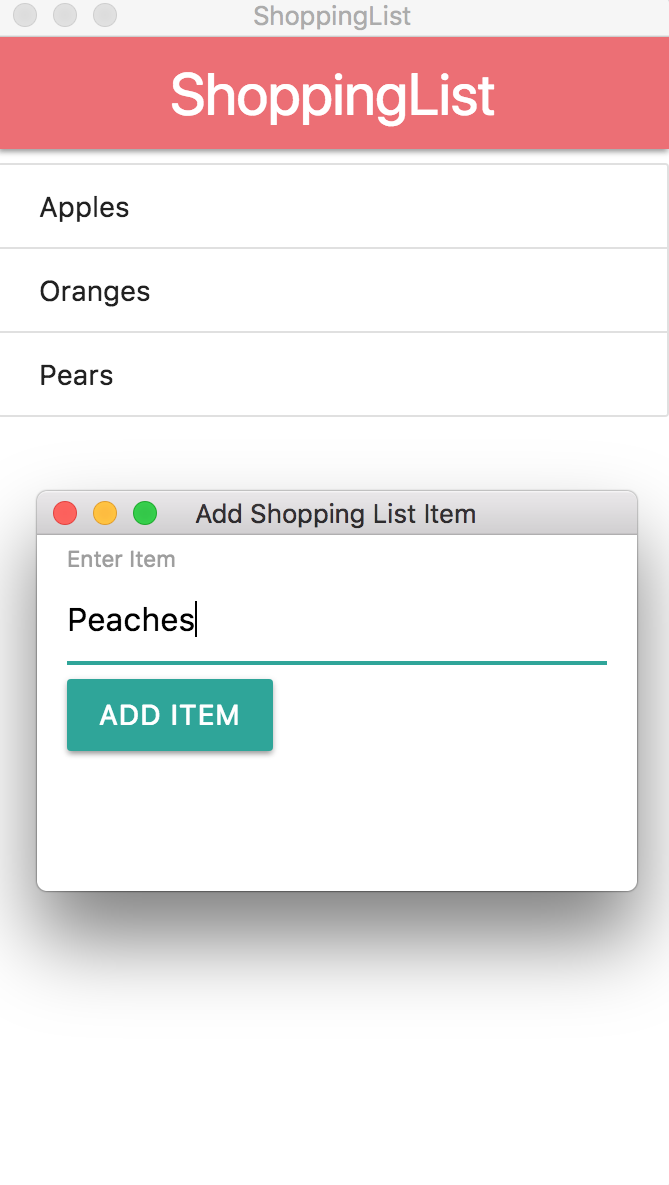 ShoppingList
ShoppingList
Apples
Oranges
Pears
Add Shopping List Item
Enter Item
Peaches
ADD ITEM